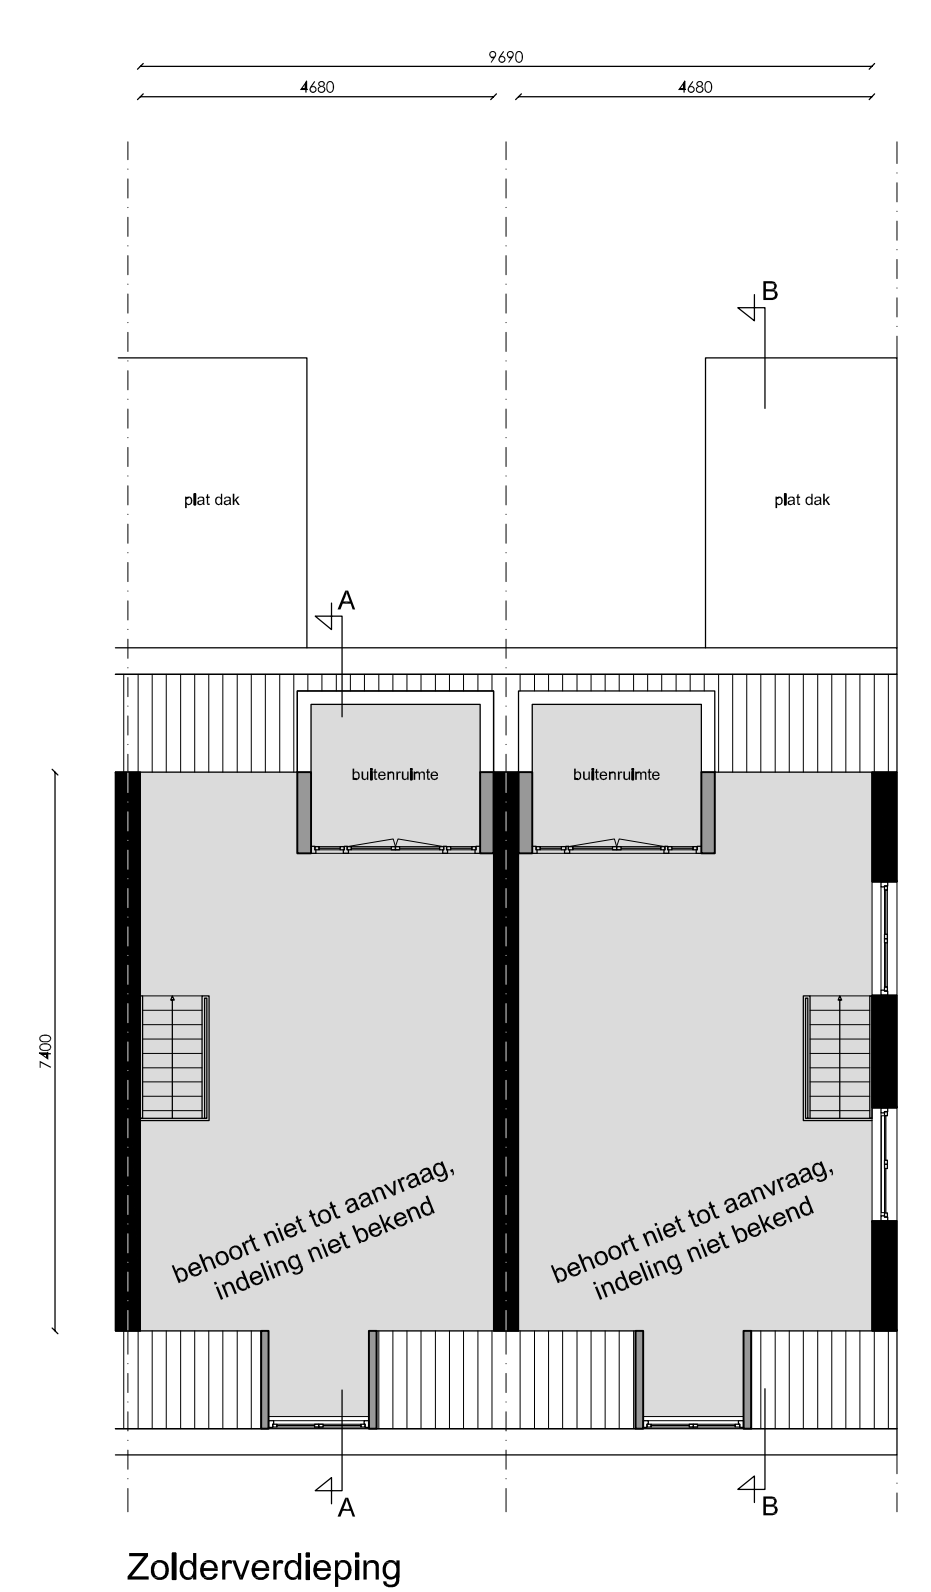 9690
4680
4680
B
plat dak
plat dak
A
buitenruimte
buitenruimte
7400
behoort niet tot aanvraag,
indeling niet bekend
behoort niet tot aanvraag,
indeling niet bekend
A
B
Zolderverdieping